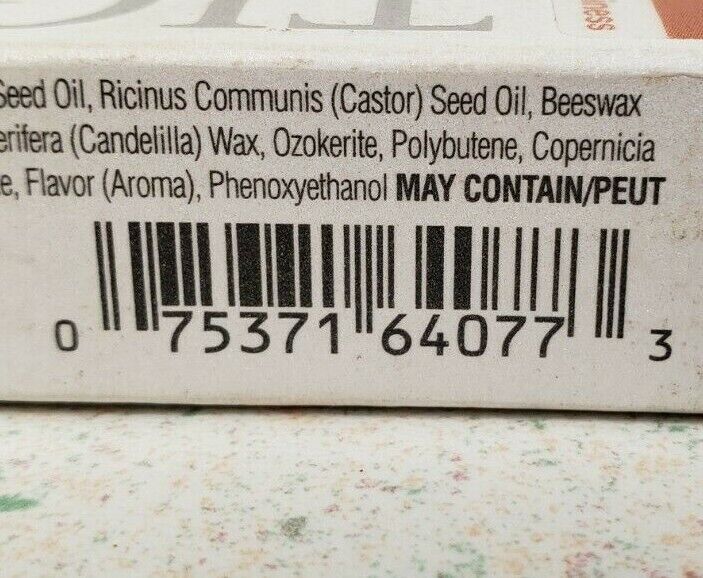 Seed Oil, Ricinus Communis (Castor) Seed Oil, Beeswax
erifera (Candelilla) Wax, Ozokerite, Polybutene, Copernicia
e, Flavor (Aroma), Phenoxyethanol MAY CONTAIN/PEUT
0 75371 64077 3